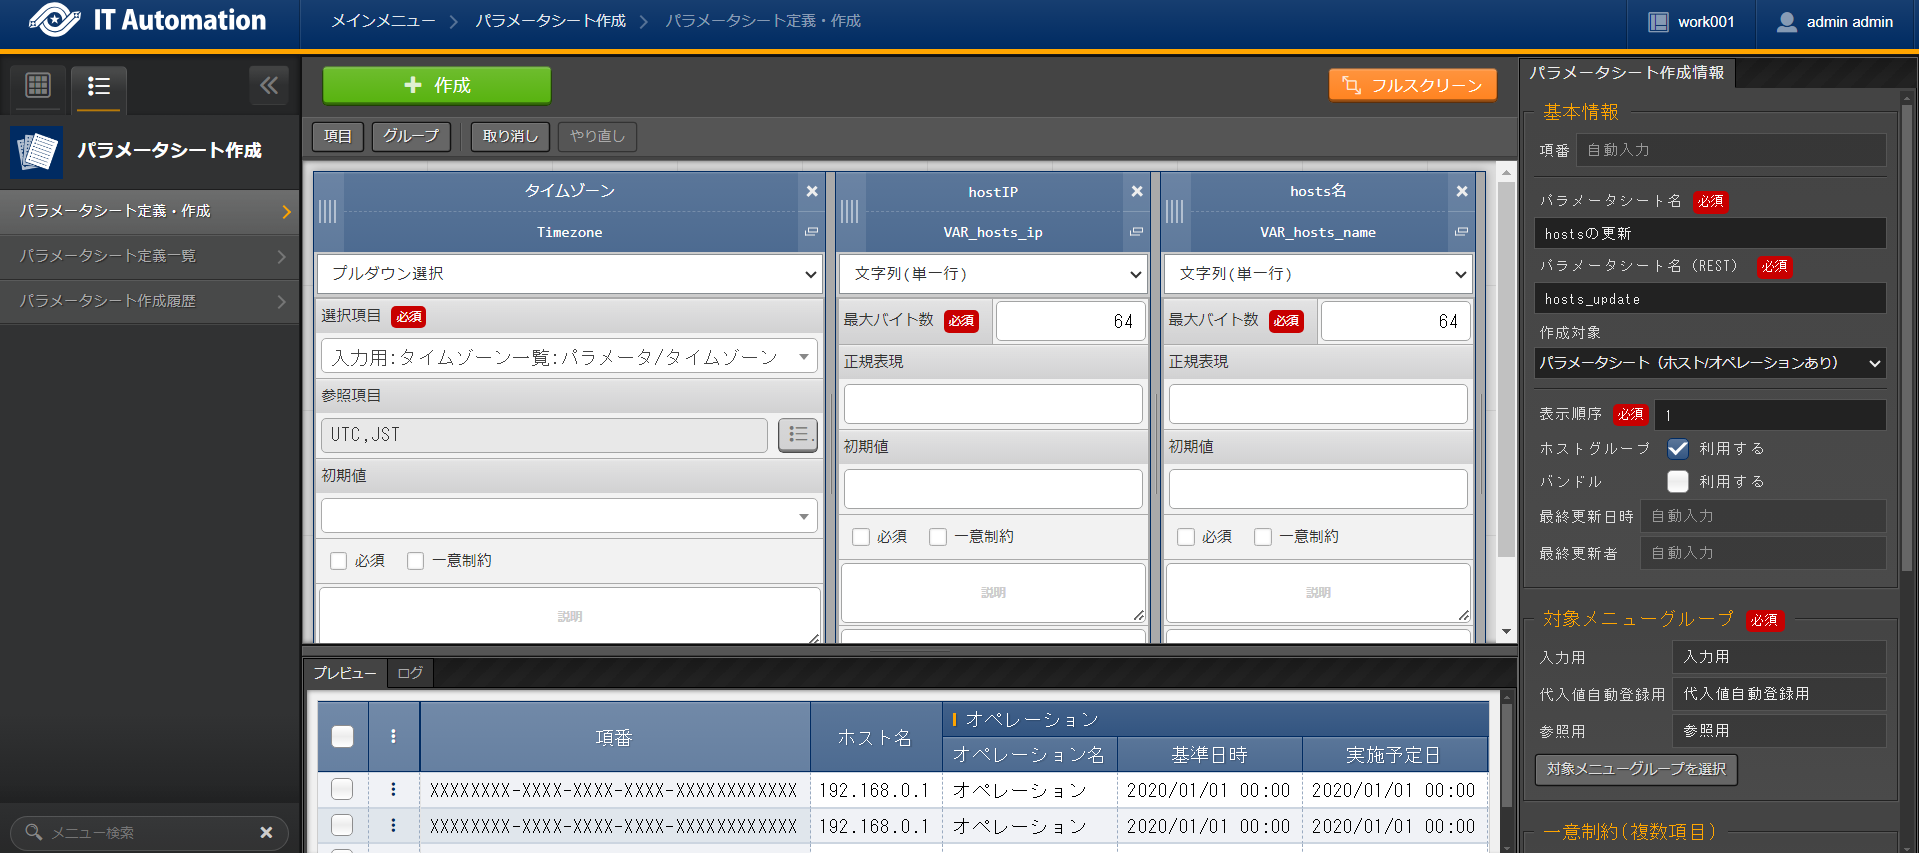 IT Automation
メインメニュー
パラメータシート作成
パラメータシート定義・作成
work001
admin admin
パラメータシート作成
パラメータシート定義・作成
パラメータシート定義一覧
パラメータシート作成履歴
メニュー検索
作成
フルスクリーン
項目
グループ
取り消し
やり直し
タイムゾーン
Timezone
プルダウン選択
選択項目 必須
入力用:タイムゾーン一覧:パラメータ/タイムゾーン
参照項目
UTC,JST
初期値
必須
一意制約
説明
hostIP
VAR_hosts_ip
文字列(単一行)
最大バイト数 必須 64
正規表現
初期値
必須
一意制約
説明
hosts名
VAR_hosts_name
文字列(単一行)
最大バイト数 必須 64
正規表現
初期値
必須
一意制約
説明
プレビュー
ログ
項番
ホスト名
オペレーション
オペレーション名
基準日時
実施予定日
XXXXXXXX-XXXX-XXXX-XXXX-XXXXXXXXXXXX 192.168.0.1 オペレーション 2020/01/01 00:00 2020/01/01 00:00
XXXXXXXX-XXXX-XXXX-XXXX-XXXXXXXXXXXX 192.168.0.1 オペレーション 2020/01/01 00:00 2020/01/01 00:00
パラメータシート作成情報
基本情報
項番 自動入力
パラメータシート名 必須
hostsの更新
パラメータシート名(REST) 必須
hosts_update
作成対象
パラメータシート(ホスト/オペレーションあり)
表示順序 必須 1
ホストグループ 利用する
バンドル 利用する
最終更新日時 自動入力
最終更新者 自動入力
対象メニューグループ 必須
入力用 入力用
代入値自動登録用 代入値自動登録用
参照用 参照用
対象メニューグループを選択
一意制約(複数項目)